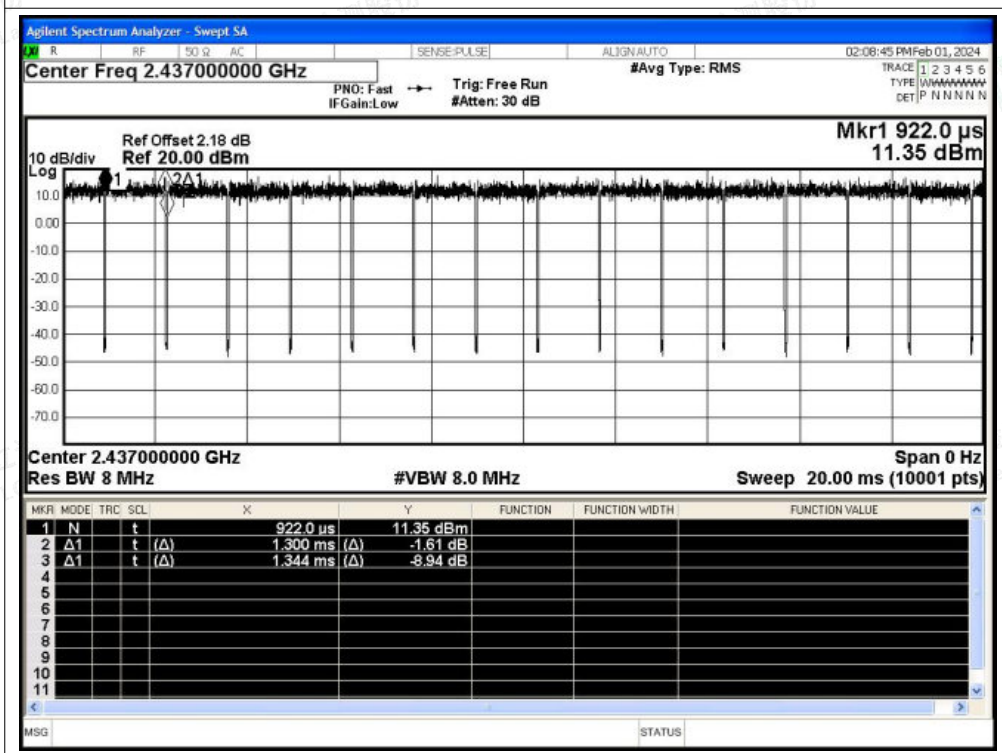 Agilent Spectrum Analyzer - Swept SA
R RF 50 Ω AC SENSE:PULSE ALIGN AUTO 02:08:45 PM Feb 01, 2024
Center Freq 2.437000000 GHz #Avg Type: RMS TRACE 1 2 3 4 5 6
PNO: Fast Trig: Free Run TYPE WWWWWW
IFGain:Low #Atten: 30 dB DET P N N N N N
Mkr1 922.0 µs
Ref Offset 2.18 dB
10 dB/div Ref 20.00 dBm 11.35 dBm
Log
1 2Δ1
10.0
0.00
-10.0
-20.0
-30.0
-40.0
-50.0
-60.0
-70.0
Center 2.437000000 GHz Span 0 Hz
Res BW 8 MHz #VBW 8.0 MHz Sweep 20.00 ms (10001 pts)
MKR MODE TRC SCL X Y FUNCTION FUNCTION WIDTH FUNCTION VALUE
1 N t 922.0 µs 11.35 dBm
2 Δ1 t (Δ) 1.300 ms (Δ) -1.61 dB
3 Δ1 t (Δ) 1.344 ms (Δ) -8.94 dB
4
5
6
7
8
9
10
11
MSG STATUS